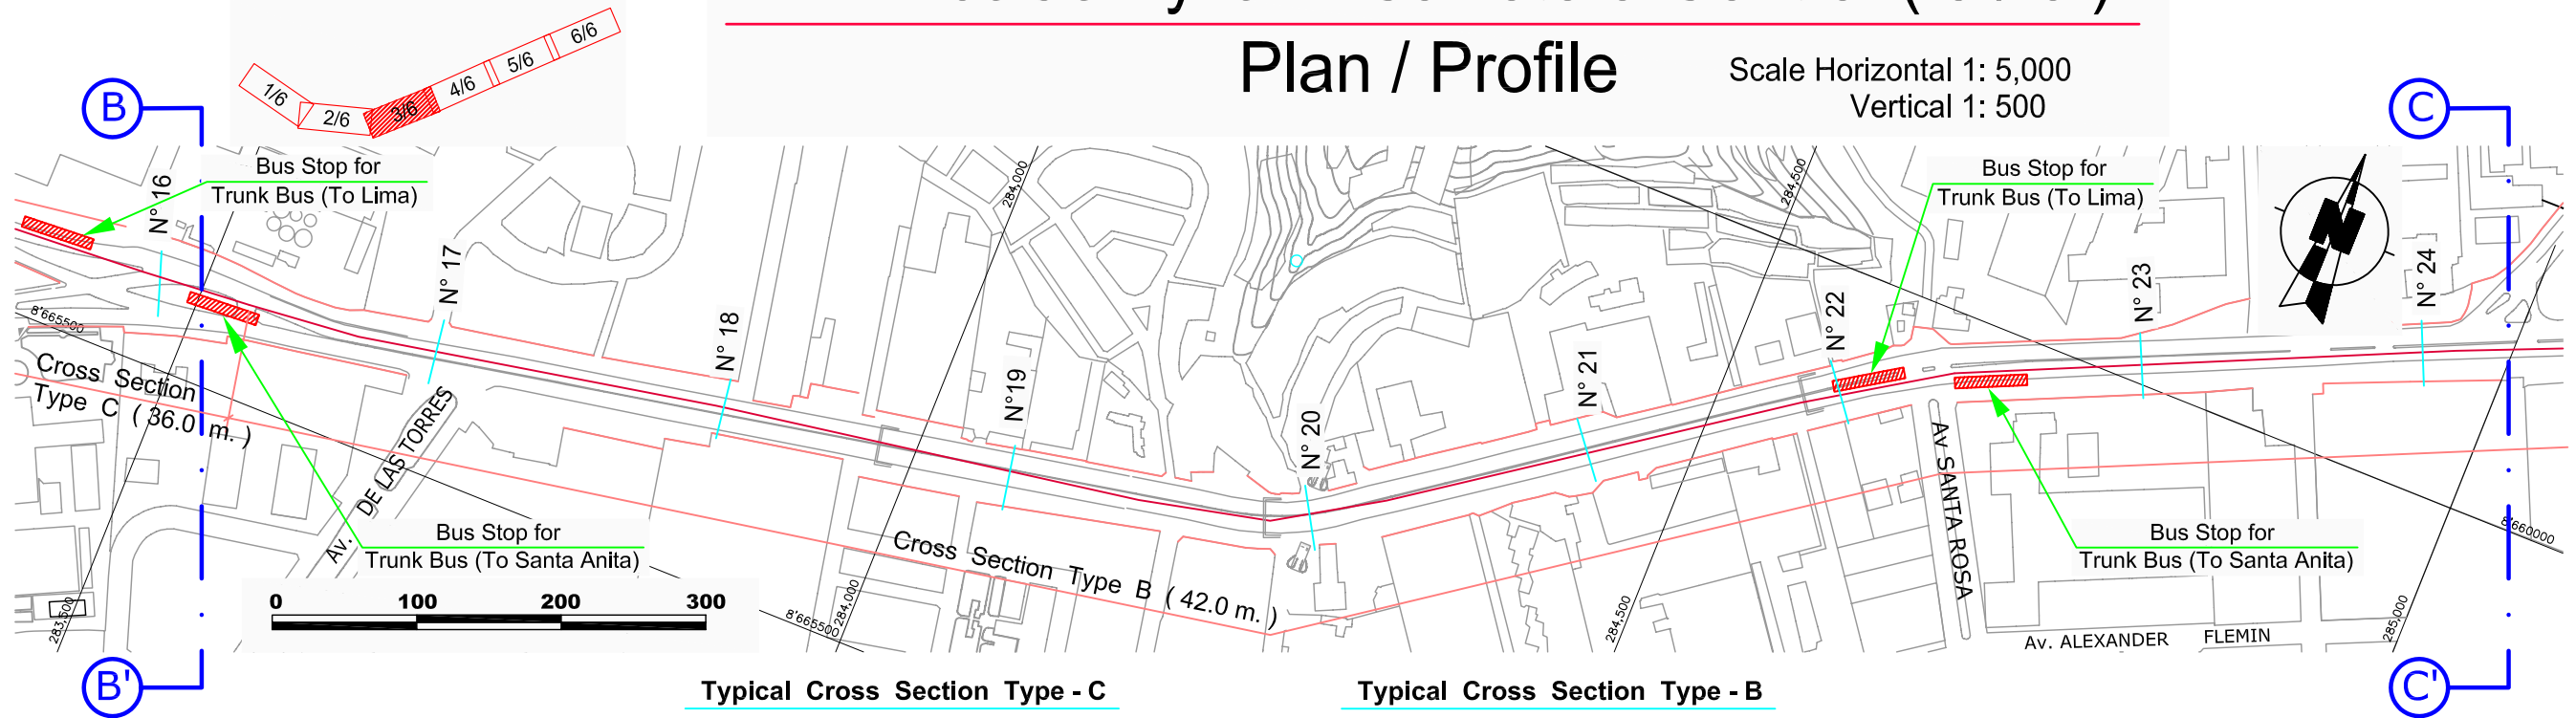 Plan / Profile
Scale Horizontal 1: 5,000
Vertical 1: 500
1/6
2/6
3/6
4/6
5/6
6/6
B
C
Bus Stop for
Trunk Bus (To Lima)
Bus Stop for
Trunk Bus (To Lima)
N° 16
N° 17
N° 18
N°19
N° 20
N° 21
N° 22
N° 23
N° 24
N
284,000
284,500
8'665500
Cross Section
Type C ( 36.0 m. )
Av. DE LAS TORRES
Bus Stop for
Trunk Bus (To Santa Anita)
Cross Section Type B ( 42.0 m. )
Av SANTA ROSA
Bus Stop for
Trunk Bus (To Santa Anita)
8'660000
283,500
0 100 200 300
8'665500
284,000
284,500
285,000
Av. ALEXANDER FLEMIN
B'
C'
Typical Cross Section Type - C
Typical Cross Section Type - B